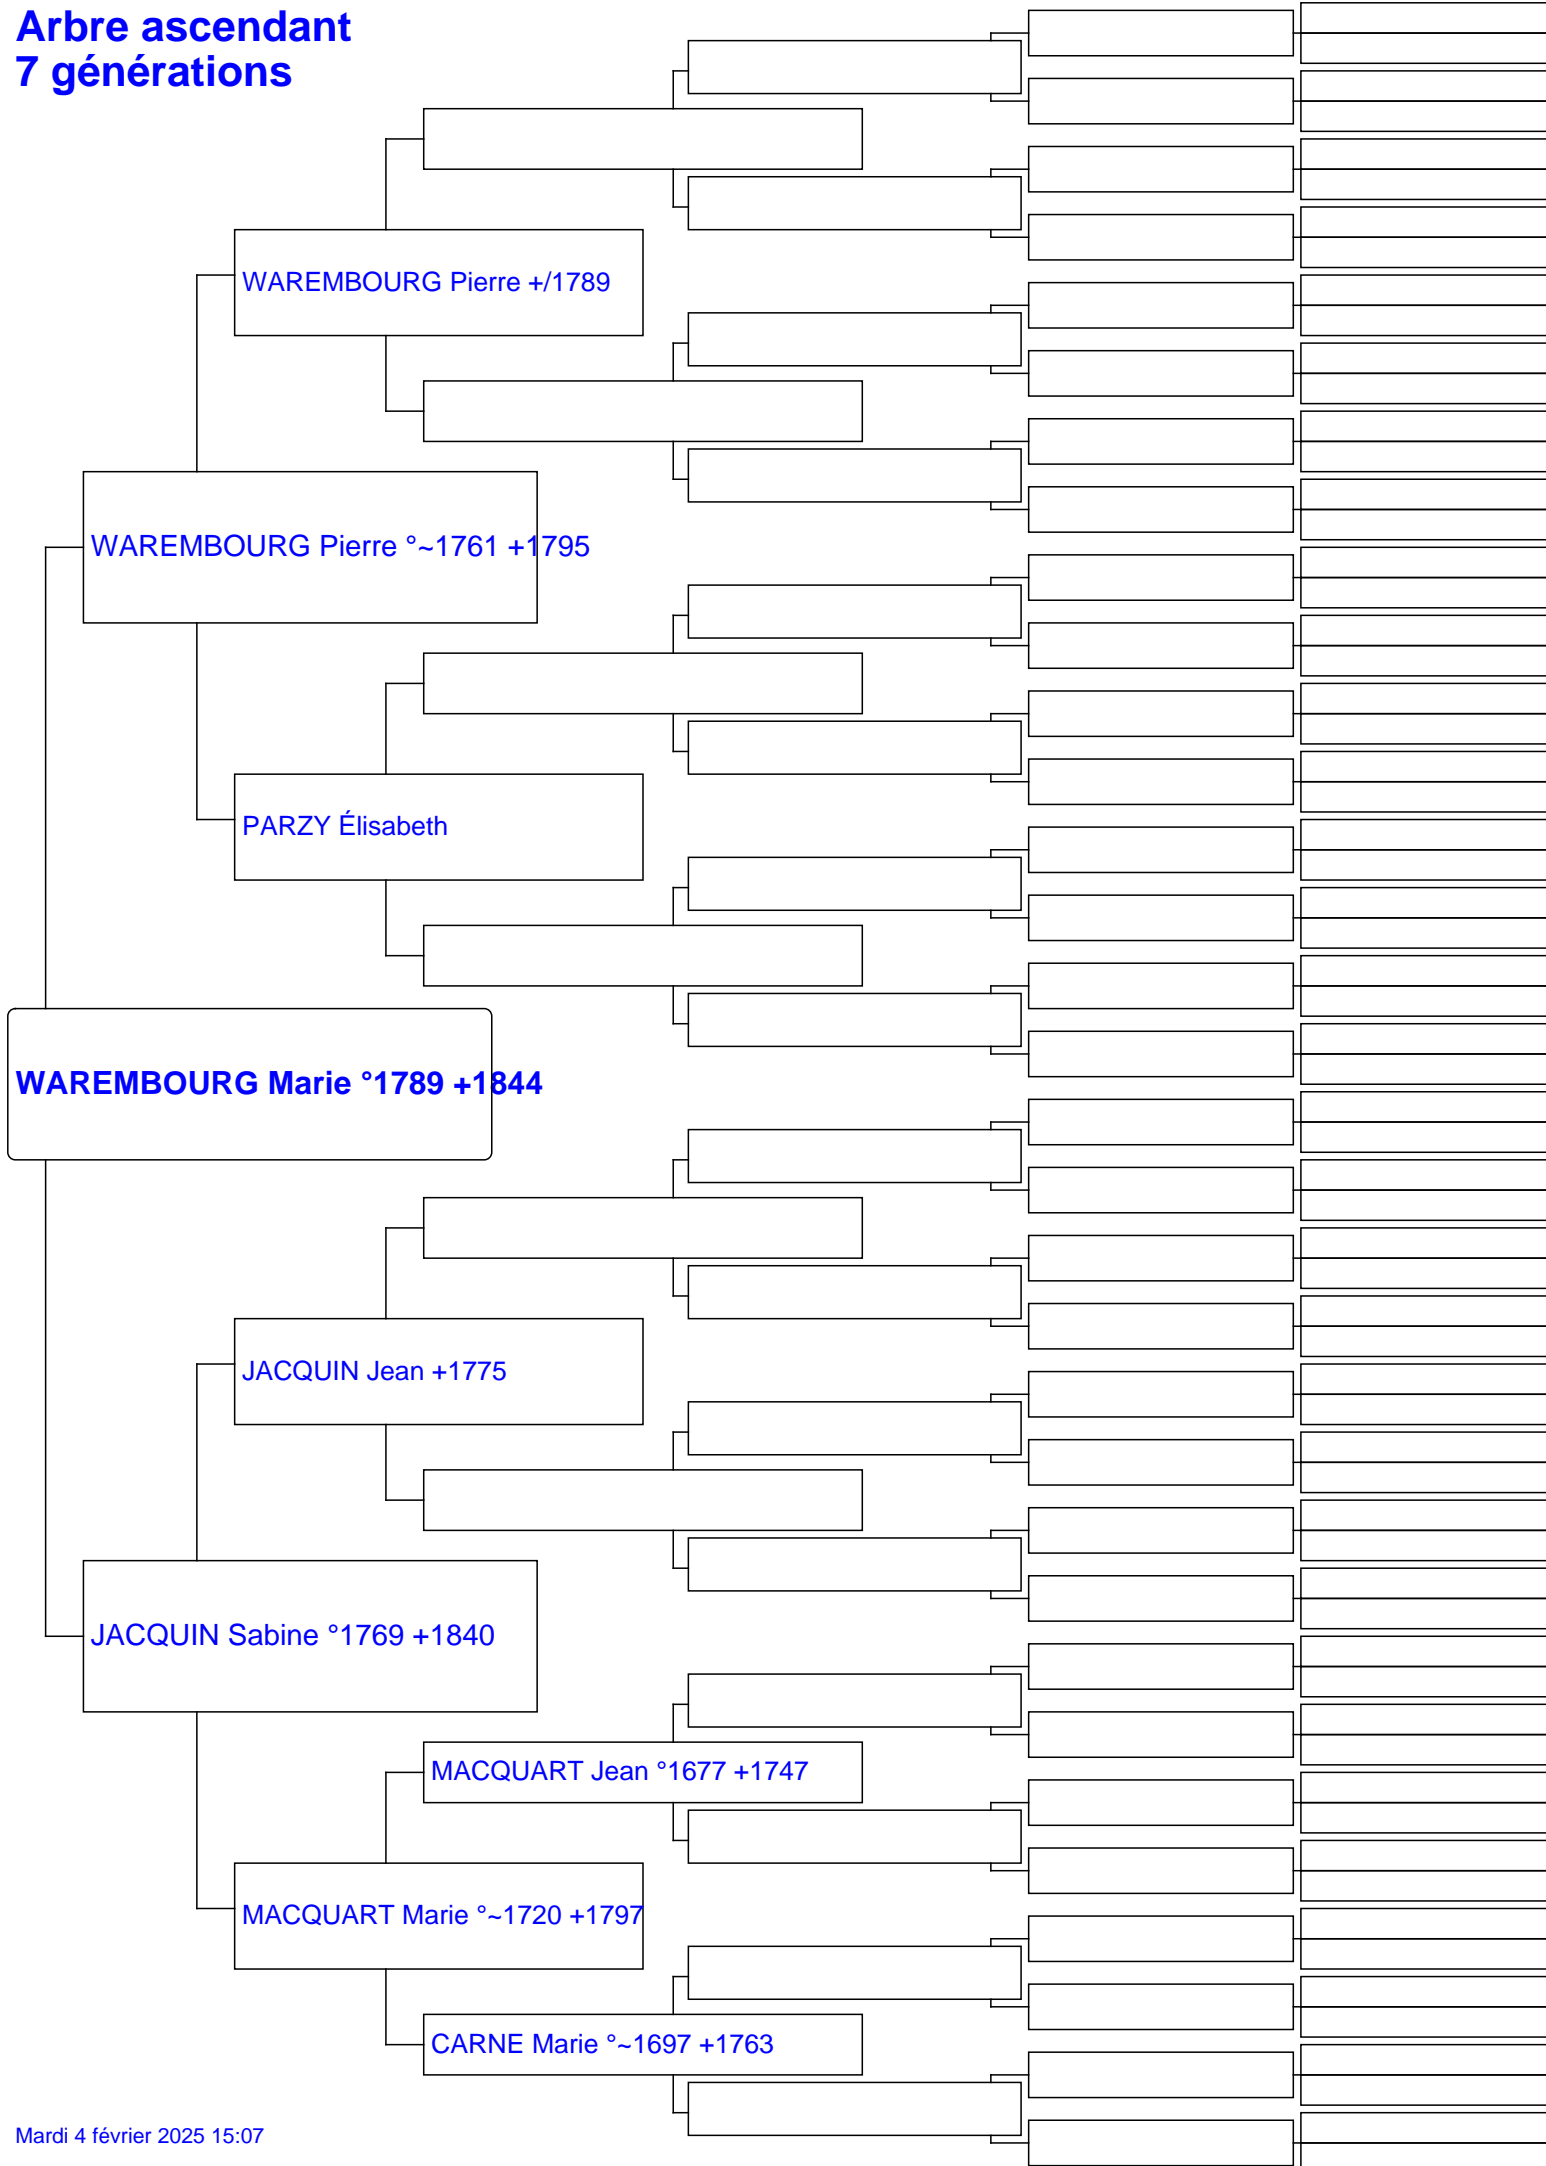 Arbre ascendant
7 générations
WAREMBOURG Pierre +/1789
WAREMBOURG Pierre °~1761 +1795
PARZY Élisabeth
WAREMBOURG Marie °1789 +1844
JACQUIN Jean +1775
JACQUIN Sabine °1769 +1840
MACQUART Jean °1677 +1747
MACQUART Marie °~1720 +1797
CARNE Marie °~1697 +1763
Mardi 4 février 2025 15:07